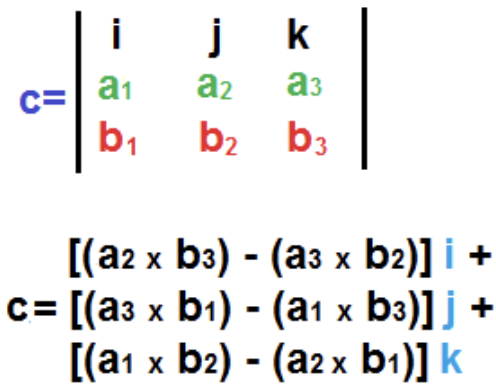 i j k
c= a1 a2 a3
b1 b2 b3
[(a2 x b3) - (a3 x b2)] i +
c= [(a3 x b1) - (a1 x b3)] j +
[(a1 x b2) - (a2 x b1)] k